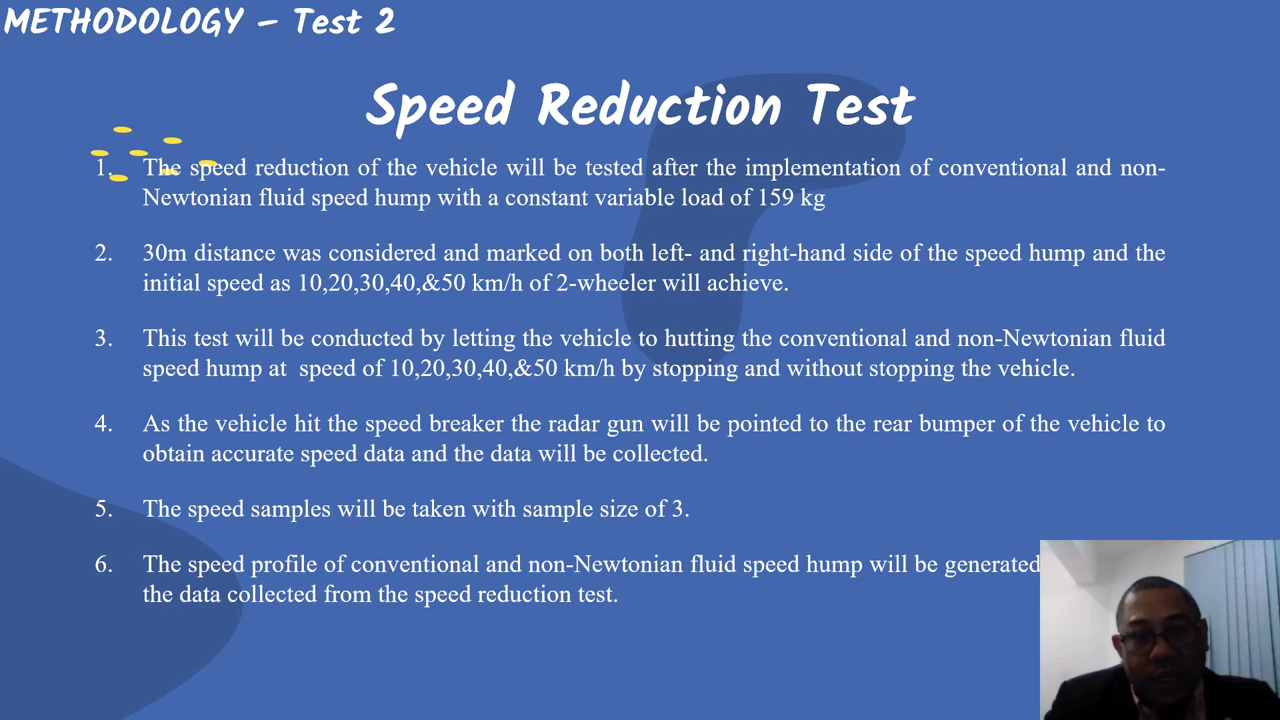 METHODOLOGY – Test 2
Speed Reduction Test
1. The speed reduction of the vehicle will be tested after the implementation of conventional and non-
Newtonian fluid speed hump with a constant variable load of 159 kg
2. 30m distance was considered and marked on both left- and right-hand side of the speed hump and the
initial speed as 10,20,30,40,&50 km/h of 2-wheeler will achieve.
3. This test will be conducted by letting the vehicle to hutting the conventional and non-Newtonian fluid
speed hump at speed of 10,20,30,40,&50 km/h by stopping and without stopping the vehicle.
4. As the vehicle hit the speed breaker the radar gun will be pointed to the rear bumper of the vehicle to
obtain accurate speed data and the data will be collected.
5. The speed samples will be taken with sample size of 3.
6. The speed profile of conventional and non-Newtonian fluid speed hump will be generated
the data collected from the speed reduction test.